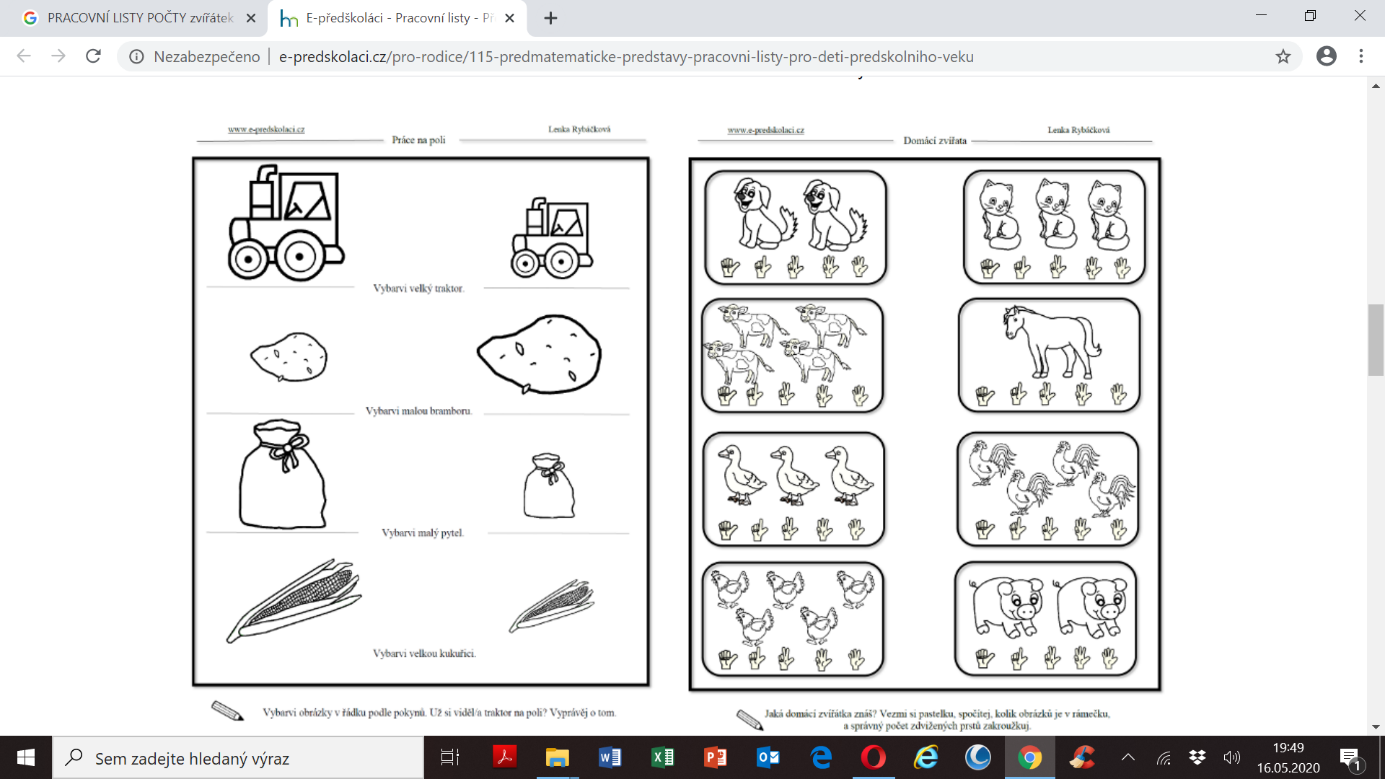 PRACOVNÍ LISTY POČTY zvířátek
E-předškoláci - Pracovní listy - Př
Nezabezpečeno | e-predskolaci.cz/pro-rodice/115-predmatematicke-predstavy-pracovni-listy-pro-deti-predskolniho-veku
www.e-predskolaci.cz
Práce na poli
Lenka Rybáčková
Vybarvi velký traktor.
Vybarvi malou bramboru.
Vybarvi malý pytel.
Vybarvi velkou kukuřici.
Vybarvi obrázky v řádku podle pokynů. Už si viděl/a traktor na poli? Vyprávěj o tom.
www.e-predskolaci.cz
Domácí zvířata
Lenka Rybáčková
Jaká domácí zvířátka znáš? Vezmi si pastelku, spočítej, kolik obrázků je v rámečku,
a správný počet zdvižených prstů zakroužkuj.
Sem zadejte hledaný výraz
19:49
16.05.2020
1